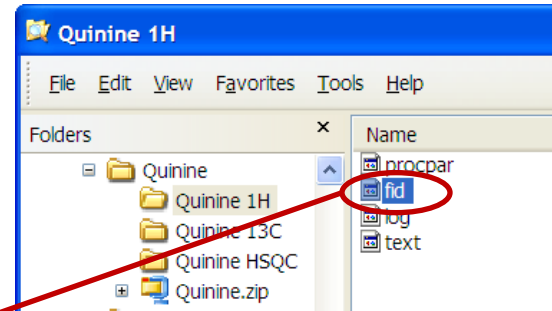 Quinine 1H
File Edit View Favorites Tools Help
Folders × Name
Quinine
Quinine 1H
Quinine 13C
Quinine HSQC
Quinine.zip
procpar
fid
log
text